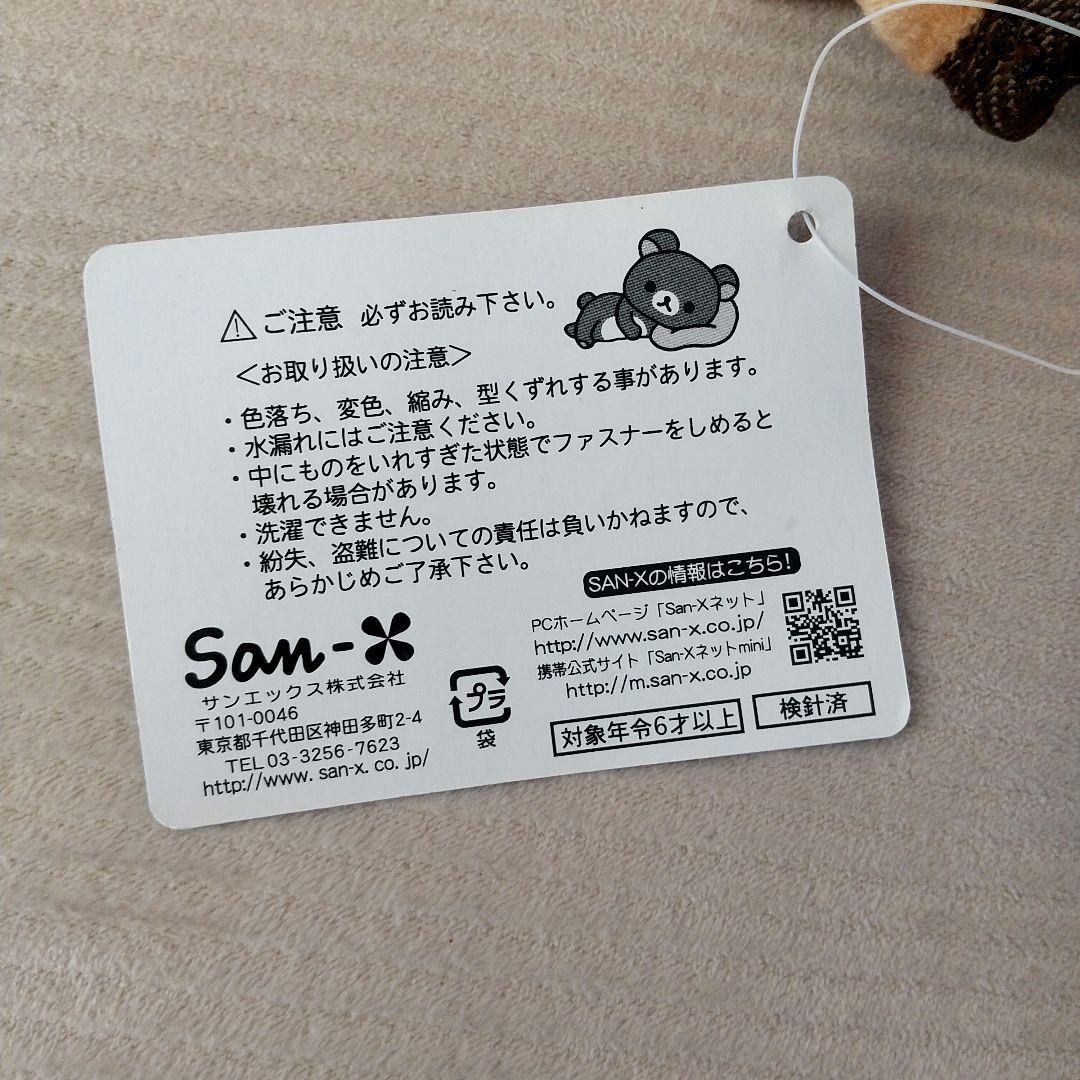 ⚠ご注意 必ずお読み下さい。
＜お取り扱いの注意＞
・色落ち、変色、縮み、型くずれする事があります。
・水漏れにはご注意ください。
・中にものをいれすぎた状態でファスナーをしめると
壊れる場合があります。
・洗濯できません。
・紛失、盗難についての責任は負いかねますので、
あらかじめご了承下さい。
San-X
サンエックス株式会社
〒101-0046
東京都千代田区神田多町2-4
TEL 03-3256-7623
http://www. san-x. co. jp/
プラ
袋
SAN-Xの情報はこちら!
PCホームページ「San-Xネット」
http://www.san-x.co.jp/
携帯公式サイト「San-Xネットmini」
http://m.san-x.co.jp
対象年令6才以上
検針済